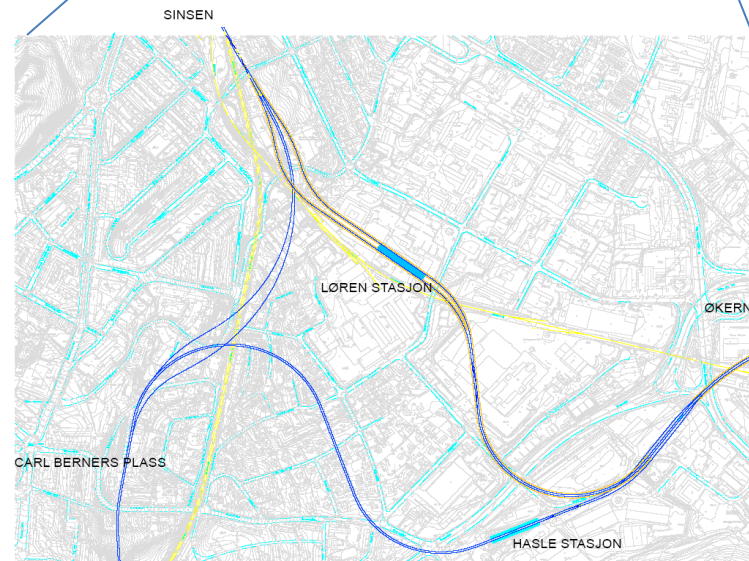 SINSEN
LØREN STASJON
ØKERN
CARL BERNERS PLASS
HASLE STASJON